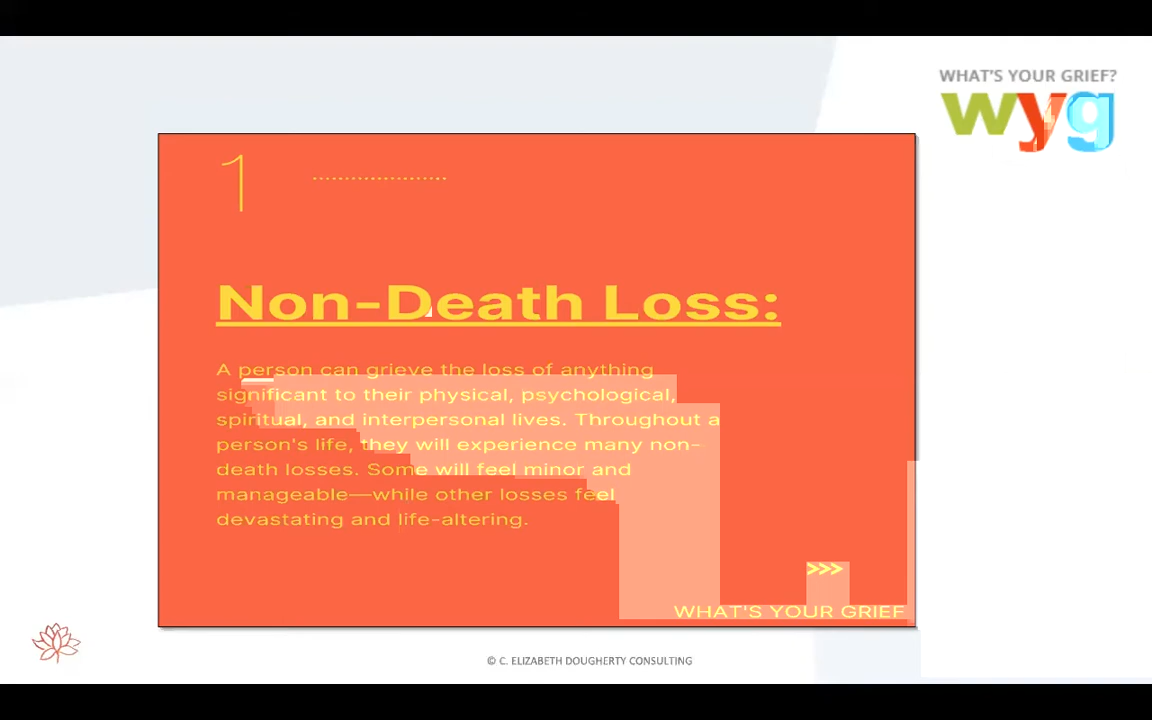 WHAT'S YOUR GRIEF?
wyg
1
Non-Death Loss:
A person can grieve the loss of anything
significant to their physical, psychological,
spiritual, and interpersonal lives. Throughout a
person's life, they will experience many non-
death losses. Some will feel minor and
manageable—while other losses feel
devastating and life-altering.
>>>
WHAT'S YOUR GRIEF
© C. ELIZABETH DOUGHERTY CONSULTING